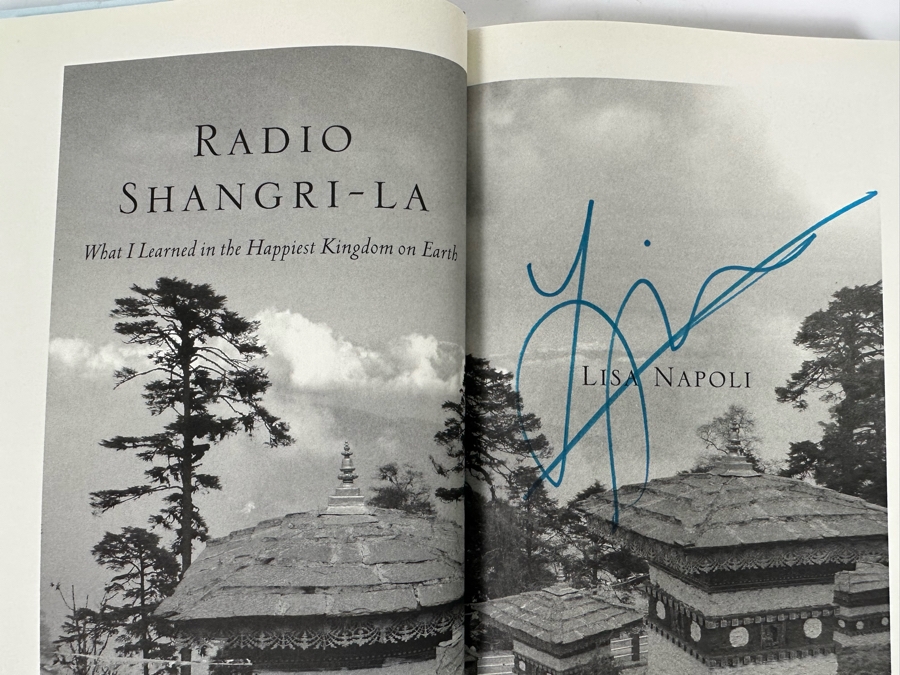 RADIO
SHANGRI-LA
What I Learned in the Happiest Kingdom on Earth
LISA NAPOLI